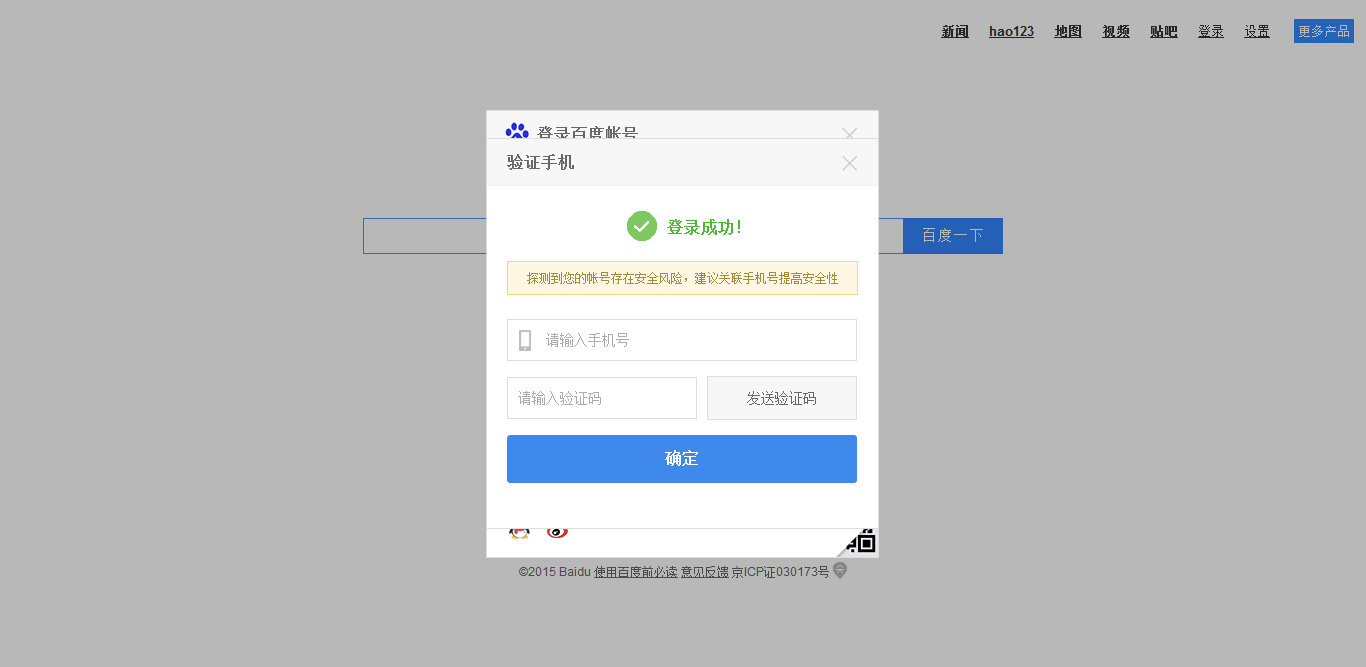 新闻 hao123 地图 视频 贴吧 登录 设置 更多产品
登录百度帐号
验证手机
登录成功!
百度一下
探测到您的帐号存在安全风险，建议关联手机号提高安全性
请输入手机号
请输入验证码 发送验证码
确定
©2015 Baidu 使用百度前必读 意见反馈 京ICP证030173号